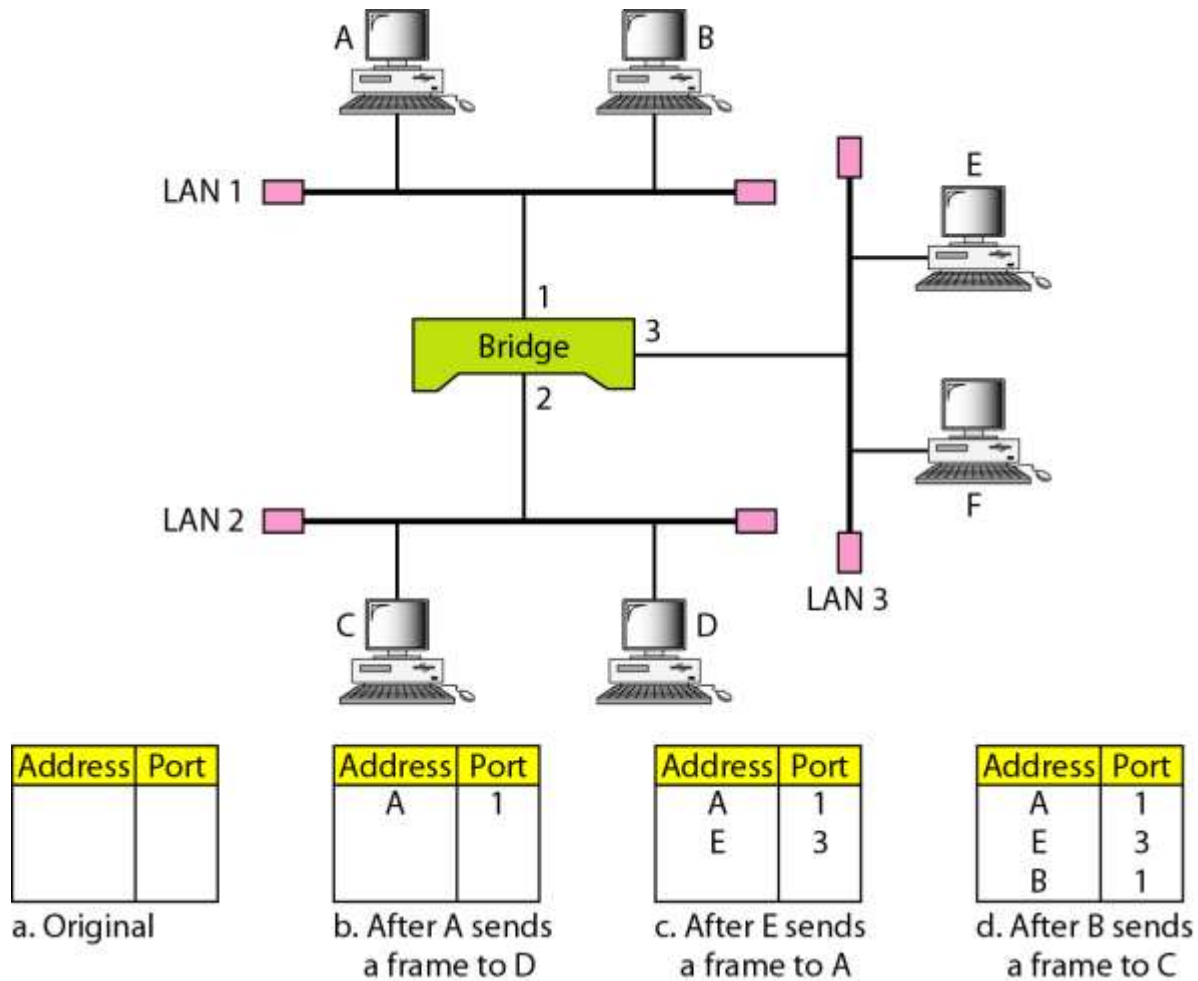 A
B
LAN 1
E
1
3
Bridge
2
F
LAN 2
LAN 3
C
D
Address Port
a. Original
Address Port
A 1
b. After A sends
a frame to D
Address Port
A 1
E 3
c. After E sends
a frame to A
Address Port
A 1
E 3
B 1
d. After B sends
a frame to C